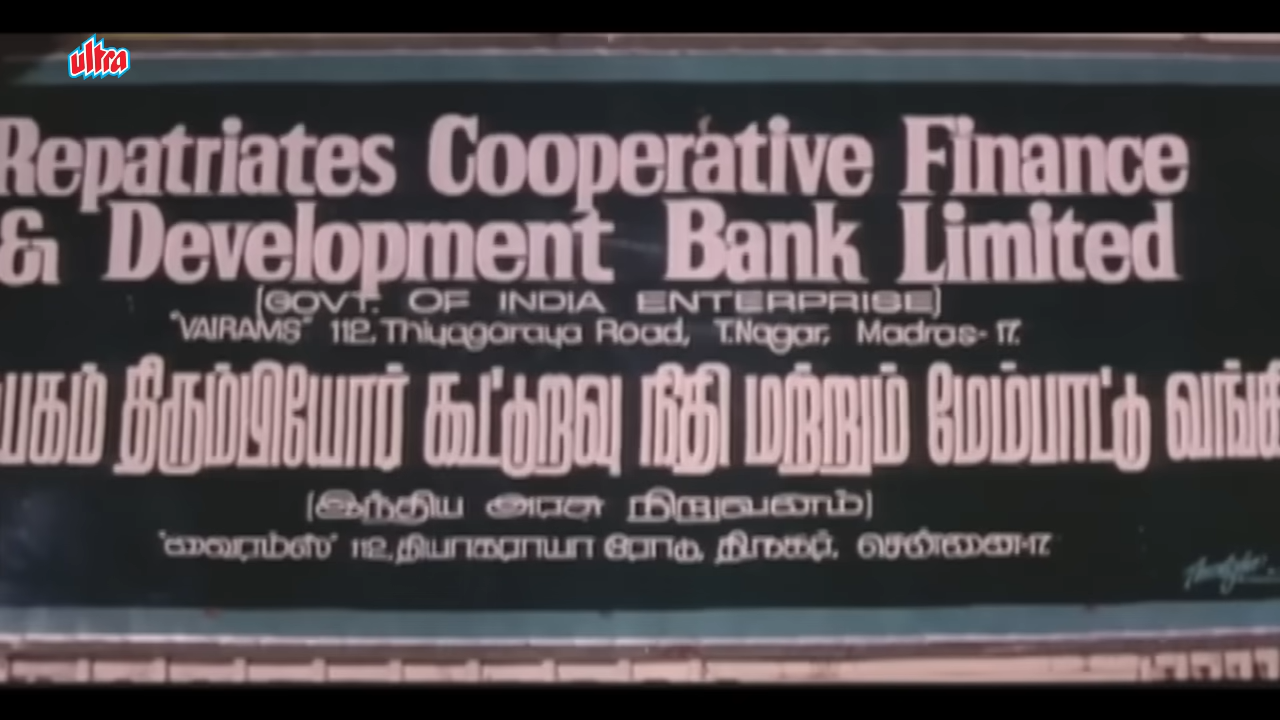 ultra
Repatriates Cooperative Finance
& Development Bank Limited
(GOVT. OF INDIA ENTERPRISE)
"VAIRAMS" 112, Thiyagaraya Road, T.Nagar, Madras-17.
யகம் திரும்பியோர் கூட்டுறவு நிதி மற்றும் மேம்பாட்டு வங்கி
(இந்திய அரசு நிறுவனம்)
"வைரம்ஸ்" 112, தியாகராயா ரோடு, தி.நகர், சென்னை-17